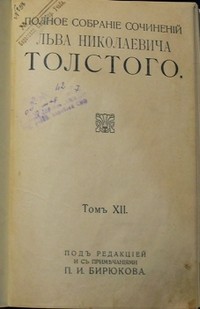 ПОЛНОЕ СОБРАНІЕ СОЧИНЕНІЙ
ЛЬВА НИКОЛАЕВИЧА
ТОЛСТОГО.
Томъ XII.
ПОДЪ РЕДАКЦІЕЙ
И СЪ ПРИМѢЧАНІЯМИ
П. И. БИРЮКОВА.